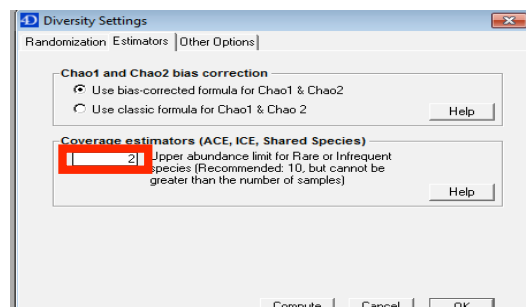 Diversity Settings
Randomization Estimators Other Options
Chao1 and Chao2 bias correction
Use bias-corrected formula for Chao1 & Chao2
Use classic formula for Chao1 & Chao 2
Help
Coverage estimators (ACE, ICE, Shared Species)
2 Upper abundance limit for Rare or Infrequent
species (Recommended: 10, but cannot be
greater than the number of samples)
Help
Compute Cancel OK